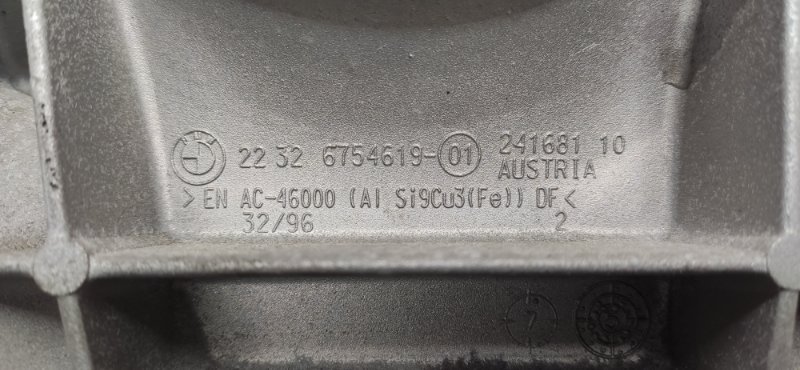 22 32 6754619-01 241681 10
AUSTRIA
>EN AC-46000 (Al Si9Cu3(Fe)) DF<
32/96 2